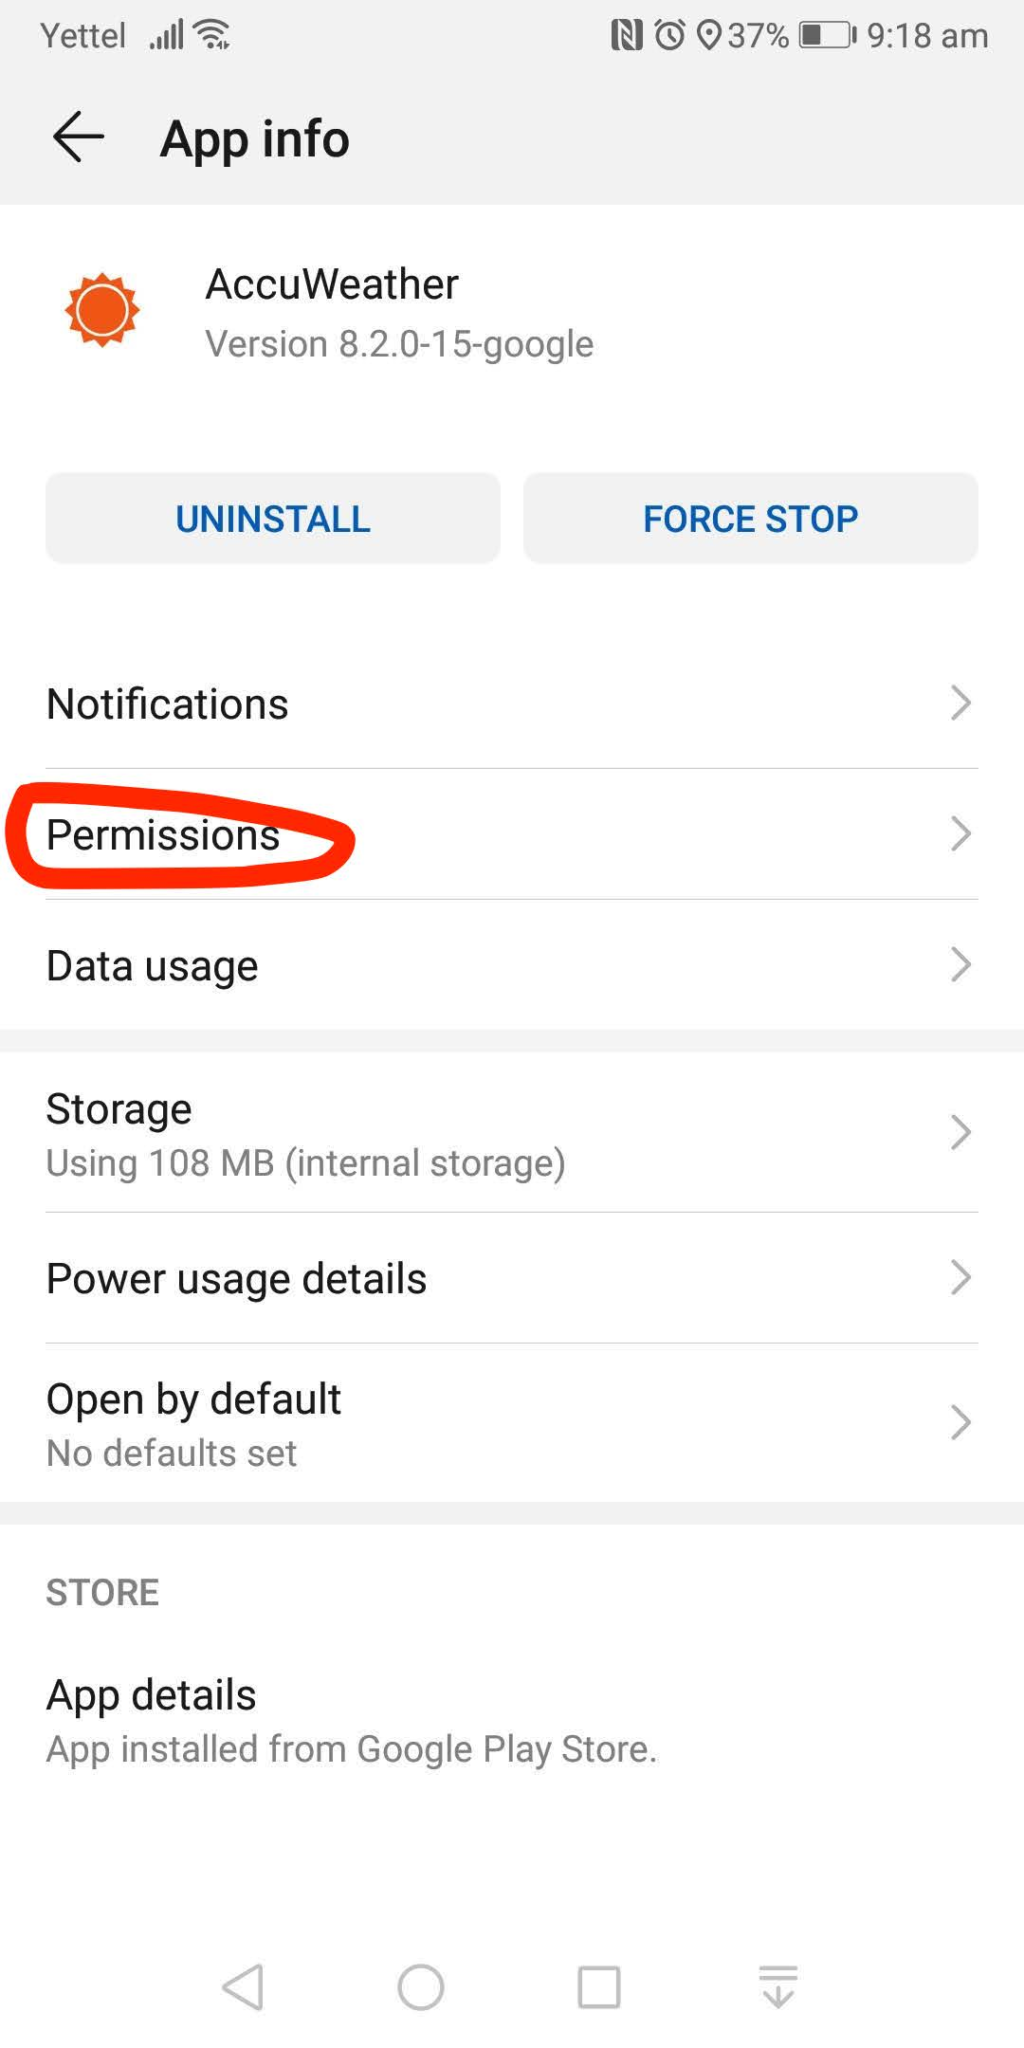 Yettel 37% 9:18 am
App info
AccuWeather
Version 8.2.0-15-google
UNINSTALL FORCE STOP
Notifications
Permissions
Data usage
Storage
Using 108 MB (internal storage)
Power usage details
Open by default
No defaults set
STORE
App details
App installed from Google Play Store.